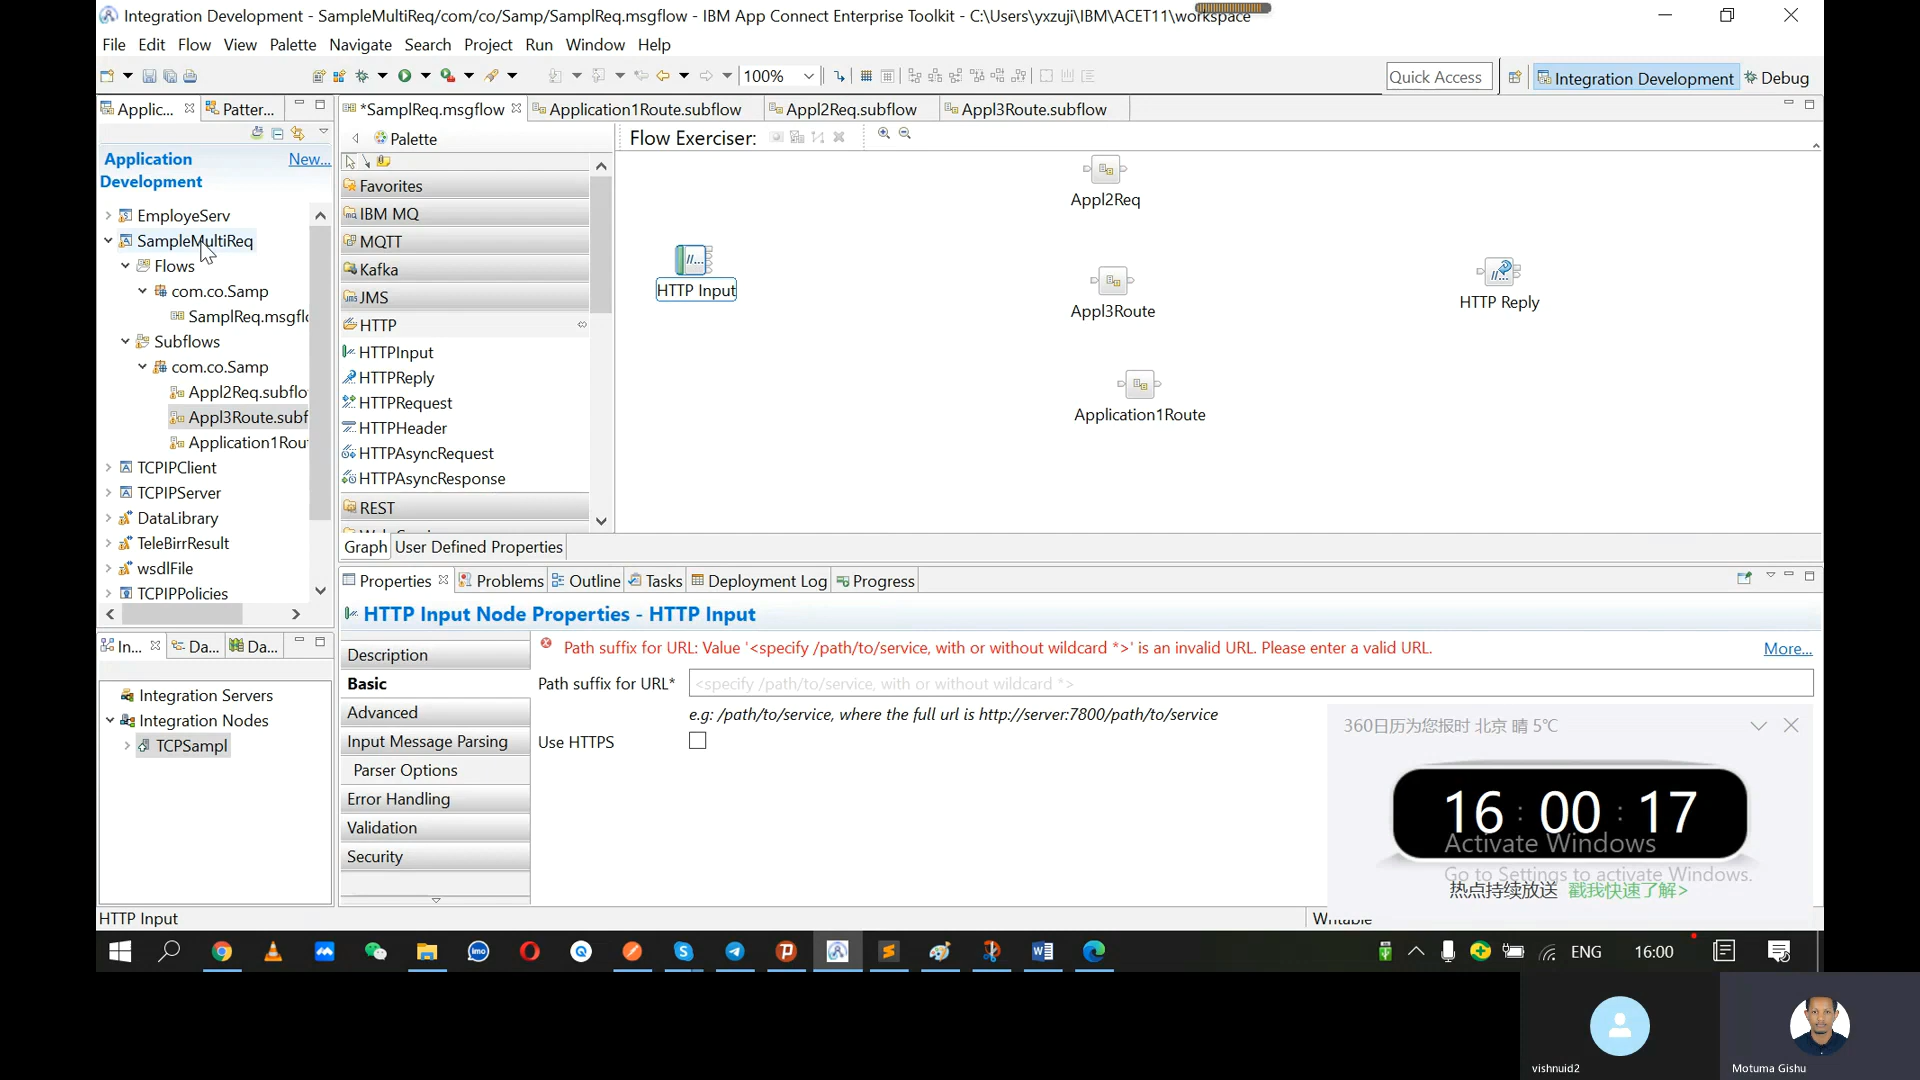 Integration Development - SampleMultiReq/com/co/Samp/SamplReq.msgflow - IBM App Connect Enterprise Toolkit - C:\Users\yxzuji\IBM\ACET11\workspace
File Edit Flow View Palette Navigate Search Project Run Window Help
100% Quick Access Integration Development Debug
Applic... Patter... *SamplReq.msgflow Application1Route.subflow Appl2Req.subflow Appl3Route.subflow
Palette
Flow Exerciser:
Application Development New...
EmployeServ
SampleMultiReq
Flows
com.co.Samp
SamplReq.msgflo
Subflows
com.co.Samp
Appl2Req.subflo
Appl3Route.subf
Application1Rou
TCPIPClient
TCPIPServer
DataLibrary
TeleBirrResult
wsdlFile
TCPIPPolicies
Favorites
IBM MQ
MQTT
Kafka
JMS
HTTP
HTTPInput
HTTPReply
HTTPRequest
HTTPHeader
HTTPAsyncRequest
HTTPAsyncResponse
REST
Appl2Req
HTTP Input
Appl3Route
HTTP Reply
Application1Route
Graph User Defined Properties
Properties Problems Outline Tasks Deployment Log Progress
HTTP Input Node Properties - HTTP Input
Description
Basic
Advanced
Input Message Parsing
Parser Options
Error Handling
Validation
Security
Path suffix for URL: Value '<specify /path/to/service, with or without wildcard *>' is an invalid URL. Please enter a valid URL. More...
Path suffix for URL* <specify /path/to/service, with or without wildcard *>
e.g: /path/to/service, where the full url is http://server:7800/path/to/service
Use HTTPS
In... Da... Da...
Integration Servers
Integration Nodes
TCPSampl
360日历为您报时 北京 晴 5℃
16:00:17
Activate Windows
Go to Settings to activate Windows.
热点持续放送 戳我快速了解>
HTTP Input
Writable
imo
ENG 16:00
vishnuid2
Motuma Gishu